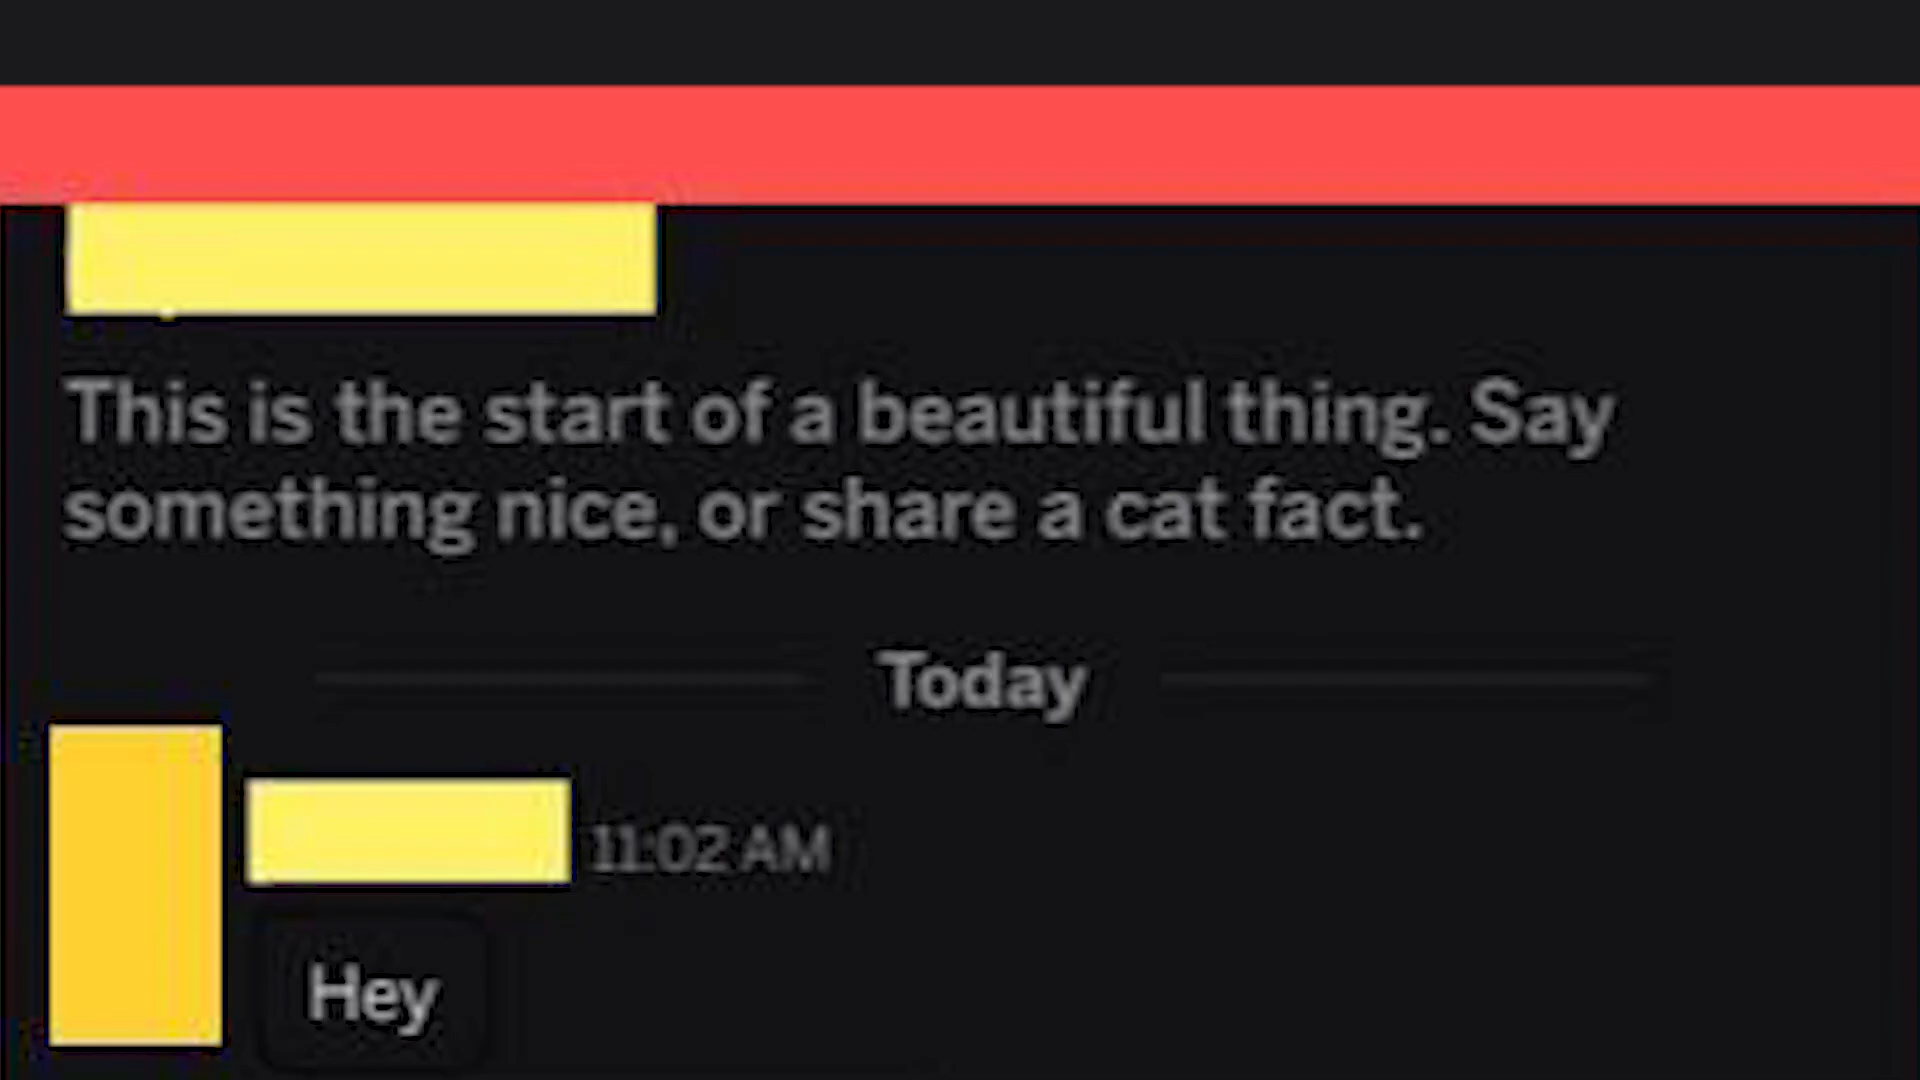 This is the start of a beautiful thing. Say
something nice, or share a cat fact.
Today
11:02 AM
Hey